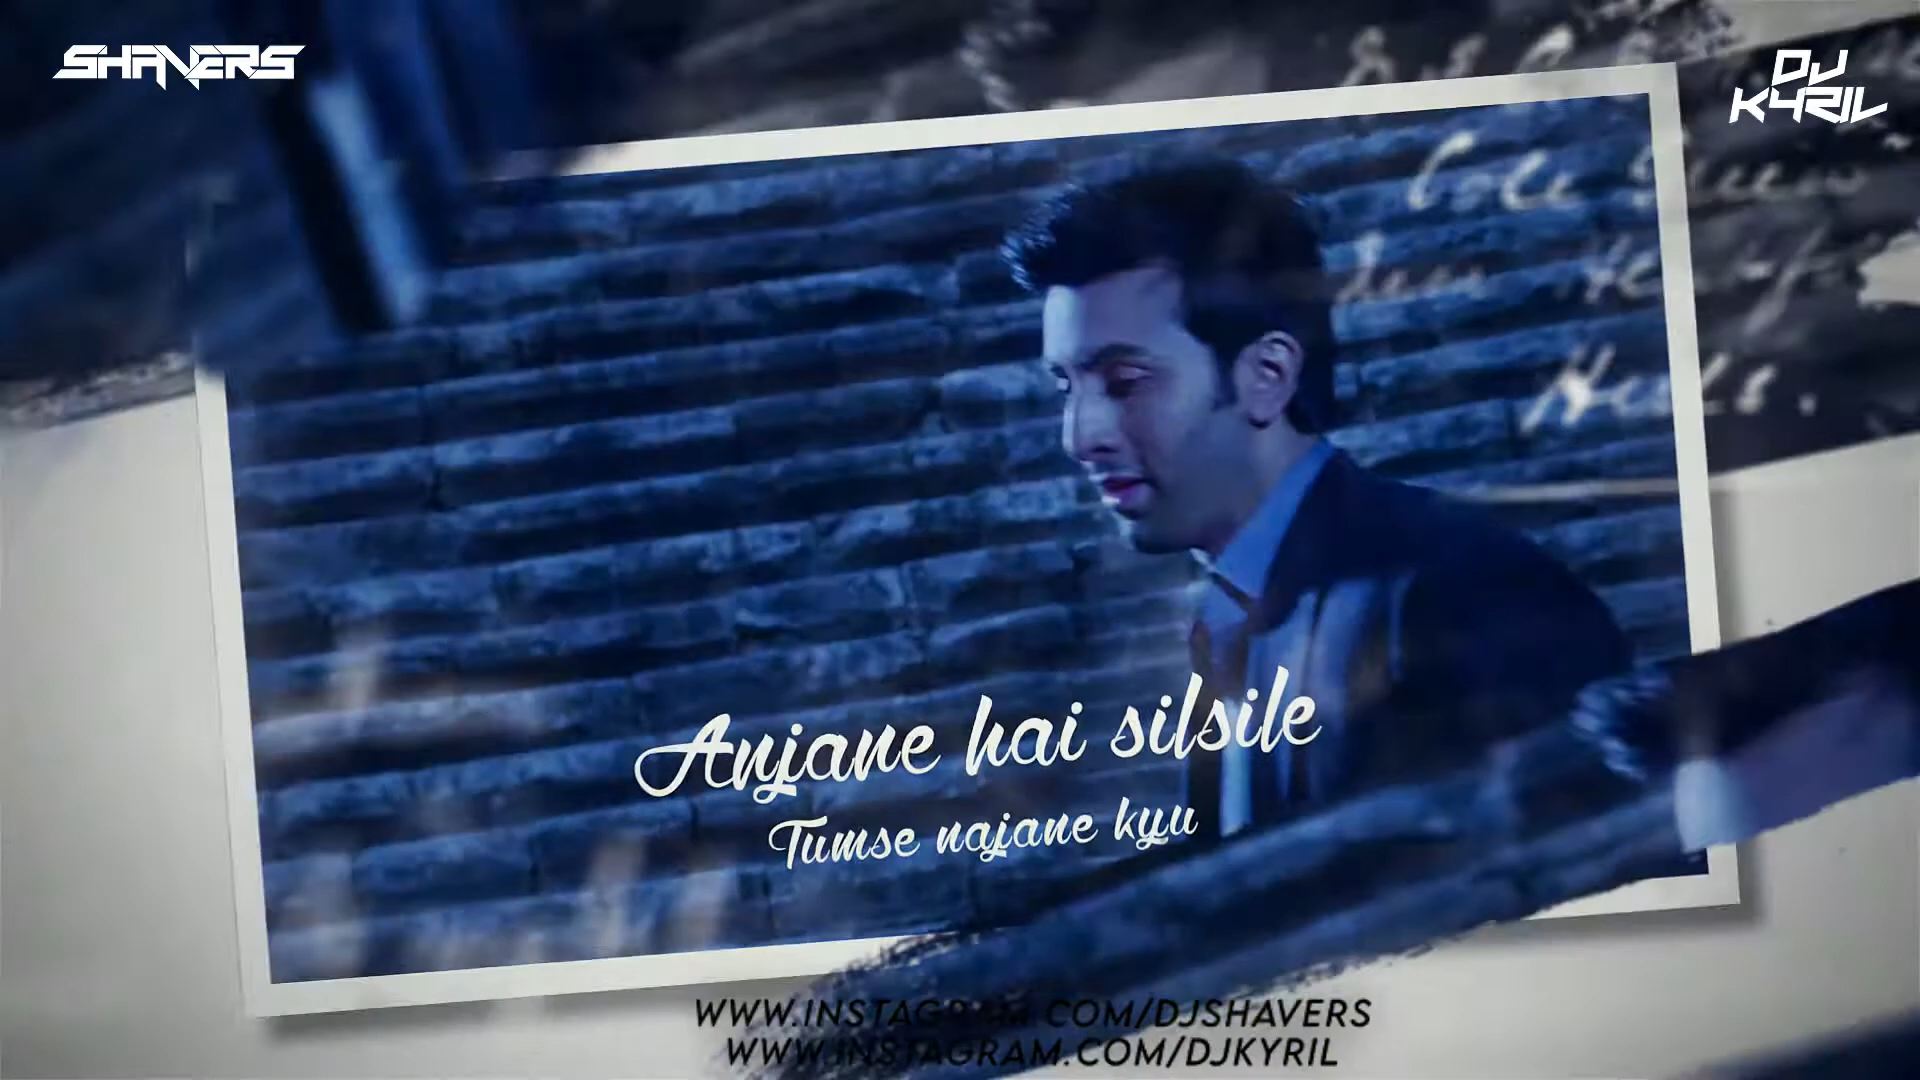 SHAVERS
DJ
KYRIL
Anjane hai silsile
Tumse najane kyu
WWW.INSTAGRAM.COM/DJSHAVERS
WWW.INSTAGRAM.COM/DJKYRIL